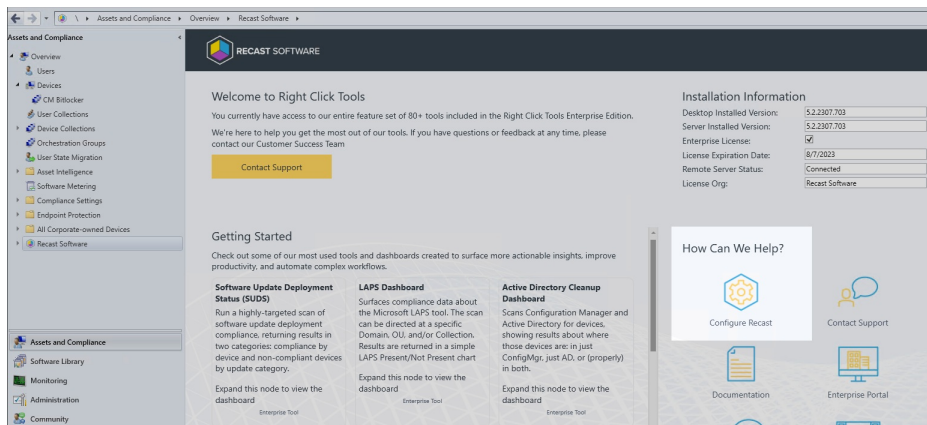 \ Assets and Compliance Overview Recast Software
Assets and Compliance
Overview
Users
Devices
CM Bitlocker
User Collections
Device Collections
Orchestration Groups
User State Migration
Asset Intelligence
Software Metering
Compliance Settings
Endpoint Protection
All Corporate-owned Devices
Recast Software
Assets and Compliance
Software Library
Monitoring
Administration
Community
RECAST SOFTWARE
Welcome to Right Click Tools
You currently have access to our entire feature set of 80+ tools included in the Right Click Tools Enterprise Edition.
We're here to help you get the most out of our tools. If you have questions or feedback at any time, please
contact our Customer Success Team
Contact Support
Installation Information
Desktop Installed Version: 5.2.2307.703
Server Installed Version: 5.2.2307.703
Enterprise License:
License Expiration Date: 8/7/2023
Remote Server Status: Connected
License Org: Recast Software
Getting Started
Check out some of our most used tools and dashboards created to surface more actionable insights, improve
productivity, and automate complex workflows.
Software Update Deployment
Status (SUDS)
Run a highly-targeted scan of
software update deployment
compliance, returning results in
two categories: compliance by
device and non-compliant devices
by update category.
Expand this node to view the
dashboard
Enterprise Tool
LAPS Dashboard
Surfaces compliance data about
the Microsoft LAPS tool. The scan
can be directed at a specific
Domain, OU, and/or Collection.
Results are returned in a simple
LAPS Present/Not Present chart
Expand this node to view the
dashboard
Enterprise Tool
Active Directory Cleanup
Dashboard
Scans Configuration Manager and
Active Directory for devices,
showing results about where
those devices are: in just
ConfigMgr, just AD, or (properly)
in both.
Expand this node to view the
dashboard
Enterprise Tool
How Can We Help?
Configure Recast
Contact Support
Documentation
Enterprise Portal